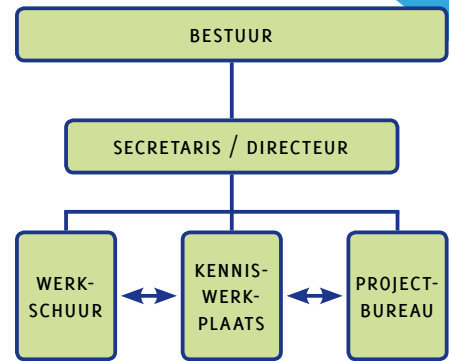 BESTUUR
SECRETARIS / DIRECTEUR
WERK-
SCHUUR
KENNIS-
WERK-
PLAATS
PROJECT-
BUREAU